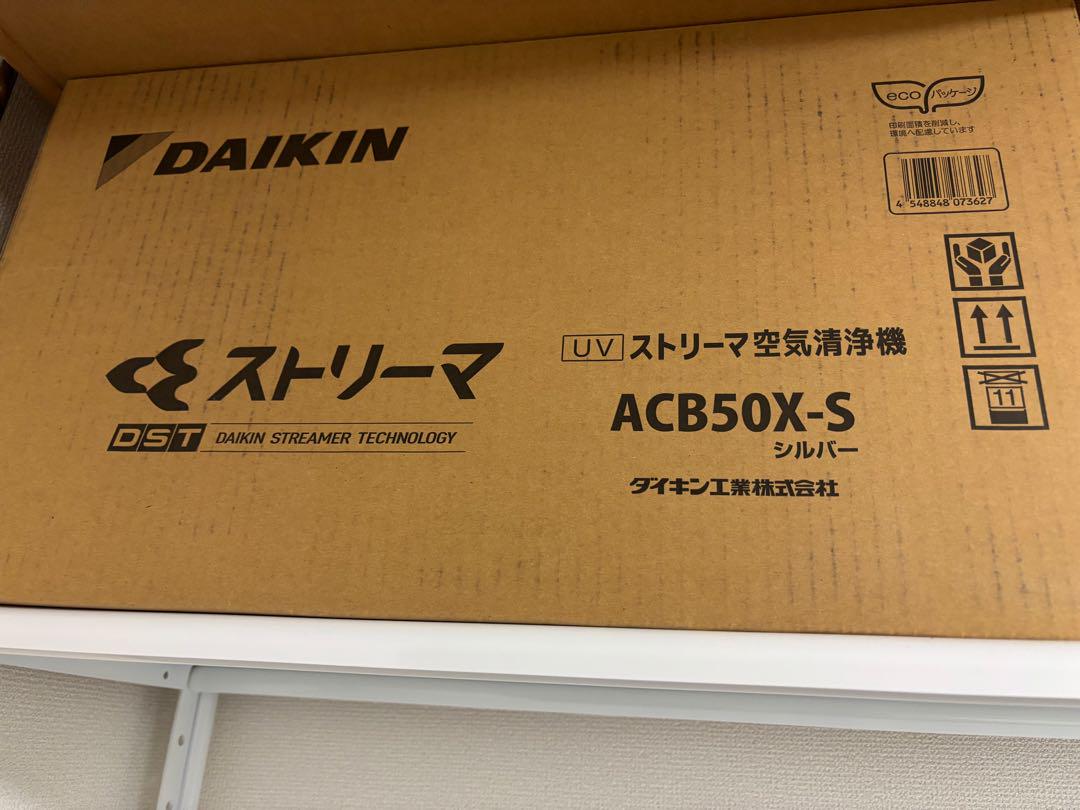 DAIKIN
eco パッケージ
印刷面積を削減し、
環境へ配慮しています
4 548848 073627
ストリーマ
DST DAIKIN STREAMER TECHNOLOGY
UV ストリーマ空気清浄機
ACB50X-S
シルバー
ダイキン工業株式会社
11